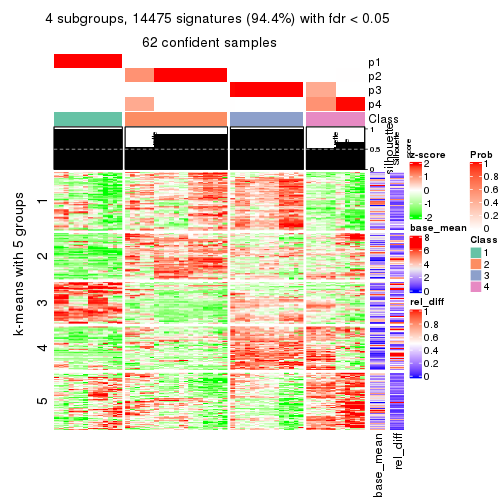 4 subgroups, 14475 signatures (94.4%) with fdr < 0.05
62 confident samples
p1
p2
p3
p4
Class
1
0.5
0
silhouette
Silhouette
score
k-means with 5 groups
1
2
3
4
5
base_mean
rel_diff
z-score
2
1
0
-1
-2
base_mean
8
6
4
2
0
rel_diff
1
0.8
0.6
0.4
0.2
0
Prob
1
0.8
0.6
0.4
0.2
0
Class
1
2
3
4